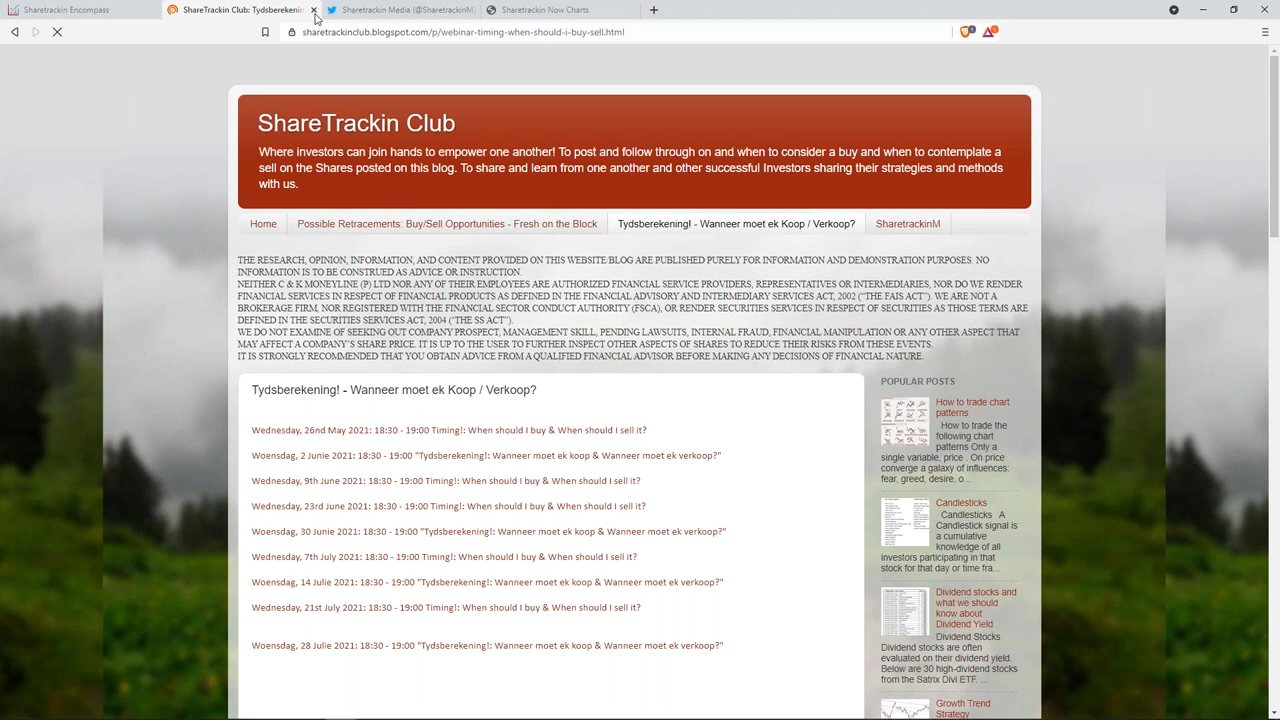 Sharetrackin Encompass
ShareTrackin Club: Tydsberekenin
Sharetrackin Media (@SharetrackinM)
Sharetrackin Now Charts
sharetrackinclub.blogspot.com/p/webinar-timing-when-should-i-buy-sell.html
ShareTrackin Club
Where investors can join hands to empower one another! To post and follow through on and when to consider a buy and when to contemplate a
sell on the Shares posted on this blog. To share and learn from one another and other successful Investors sharing their strategies and methods
with us.
Home
Possible Retracements: Buy/Sell Opportunities - Fresh on the Block
Tydsberekening! - Wanneer moet ek Koop / Verkoop?
SharetrackinM
THE RESEARCH, OPINION, INFORMATION, AND CONTENT PROVIDED ON THIS WEBSITE/BLOG ARE PUBLISHED PURELY FOR INFORMATION AND DEMONSTRATION PURPOSES. NO
INFORMATION IS TO BE CONSTRUED AS ADVICE OR INSTRUCTION.
NEITHER C & K MONEYLINE (P) LTD NOR ANY OF THEIR EMPLOYEES ARE AUTHORIZED FINANCIAL SERVICE PROVIDERS, REPRESENTATIVES OR INTERMEDIARIES, NOR DO WE RENDER
FINANCIAL SERVICES IN RESPECT OF FINANCIAL PRODUCTS AS DEFINED IN THE FINANCIAL ADVISORY AND INTERMEDIARY SERVICES ACT, 2002 ("THE FAIS ACT"). WE ARE NOT A
BROKERAGE FIRM, NOR REGISTERED WITH THE FINANCIAL SECTOR CONDUCT AUTHORITY (FSCA), OR RENDER SECURITIES SERVICES IN RESPECT OF SECURITIES AS THOSE TERMS ARE
DEFINED IN THE SECURITIES SERVICES ACT, 2004 ("THE SS ACT").
WE DO NOT EXAMINE OF SEEKING OUT COMPANY PROSPECT, MANAGEMENT SKILL, PENDING LAWSUITS, INTERNAL FRAUD, FINANCIAL MANIPULATION OR ANY OTHER ASPECT THAT
MAY AFFECT A COMPANY'S SHARE PRICE. IT IS UP TO THE USER TO FURTHER INSPECT OTHER ASPECTS OF SHARES TO REDUCE THEIR RISKS FROM THESE EVENTS.
IT IS STRONGLY RECOMMENDED THAT YOU OBTAIN ADVICE FROM A QUALIFIED FINANCIAL ADVISOR BEFORE MAKING ANY DECISIONS OF FINANCIAL NATURE.
Tydsberekening! - Wanneer moet ek Koop / Verkoop?
Wednesday, 26nd May 2021: 18:30 - 19:00 Timing!: When should I buy & When should I sell it?
Woensdag, 2 Junie 2021: 18:30 - 19:00 "Tydsberekening!: Wanneer moet ek koop & Wanneer moet ek verkoop?"
Wednesday, 9th June 2021: 18:30 - 19:00 Timing!: When should I buy & When should I sell it?
Wednesday, 23rd June 2021: 18:30 - 19:00 Timing!: When should I buy & When should I sell it?
Woensdag, 30 Junie 2021: 18:30 - 19:00 "Tydsberekening!: Wanneer moet ek koop & Wanneer moet ek verkoop?"
Wednesday, 7th July 2021: 18:30 - 19:00 Timing!: When should I buy & When should I sell it?
Woensdag, 14 Julie 2021: 18:30 - 19:00 "Tydsberekening!: Wanneer moet ek koop & Wanneer moet ek verkoop?"
Wednesday, 21st July 2021: 18:30 - 19:00 Timing!: When should I buy & When should I sell it?
Woensdag, 28 Julie 2021: 18:30 - 19:00 "Tydsberekening!: Wanneer moet ek koop & Wanneer moet ek verkoop?"
POPULAR POSTS
How to trade chart
patterns
How to trade the
following chart
patterns Only a
single variable, price . On price
converge a galaxy of influences:
fear, greed, desire, o...
Candlesticks
Candlesticks A
Candlestick signal is
a cumulative
knowledge of all
investors participating in that
stock for that day or time fra...
Dividend stocks and
what we should
know about
Dividend Yield
Dividend Stocks
Dividend stocks are often
evaluated on their dividend yield.
Below are 30 high-dividend stocks
from the Satrix Divi ETF. ...
Growth Trend
Strategy